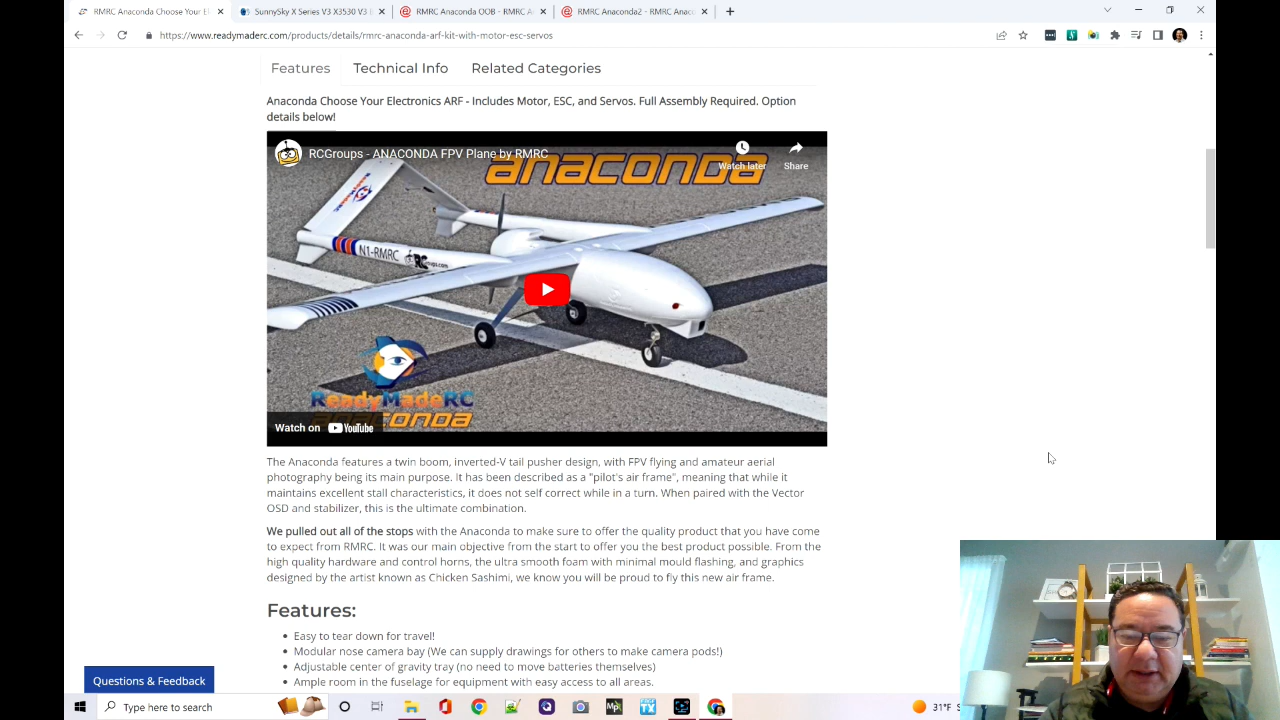 RMRC Anaconda Choose Your El
SunnySky X Series V3 X3530 V3 B
RMRC Anaconda OOB - RMRC A
RMRC Anaconda2 - RMRC Anac
https://www.readymaderc.com/products/details/rmrc-anaconda-arf-kit-with-motor-esc-servos
Features
Technical Info
Related Categories
Anaconda Choose Your Electronics ARF - Includes Motor, ESC, and Servos. Full Assembly Required. Option
details below!
RCGroups - ANACONDA FPV Plane by RMRC
anaconda
Watch later
Share
N1-RMRC
RCGroups.com
ReadyMadeRC
anaconda
Watch on YouTube
The Anaconda features a twin boom, inverted-V tail pusher design, with FPV flying and amateur aerial
photography being its main purpose. It has been described as a "pilot's air frame", meaning that while it
maintains excellent stall characteristics, it does not self correct while in a turn. When paired with the Vector
OSD and stabilizer, this is the ultimate combination.
We pulled out all of the stops with the Anaconda to make sure to offer the quality product that you have come
to expect from RMRC. It was our main objective from the start to offer you the best product possible. From the
high quality hardware and control horns, the ultra smooth foam with minimal mould flashing, and graphics
designed by the artist known as Chicken Sashimi, we know you will be proud to fly this new air frame.
Features:
Easy to tear down for travel!
Modular nose camera bay (We can supply drawings for others to make camera pods!)
Adjustable center of gravity tray (no need to move batteries themselves)
Ample room in the fuselage for equipment with easy access to all areas.
Questions & Feedback
Type here to search
31°F